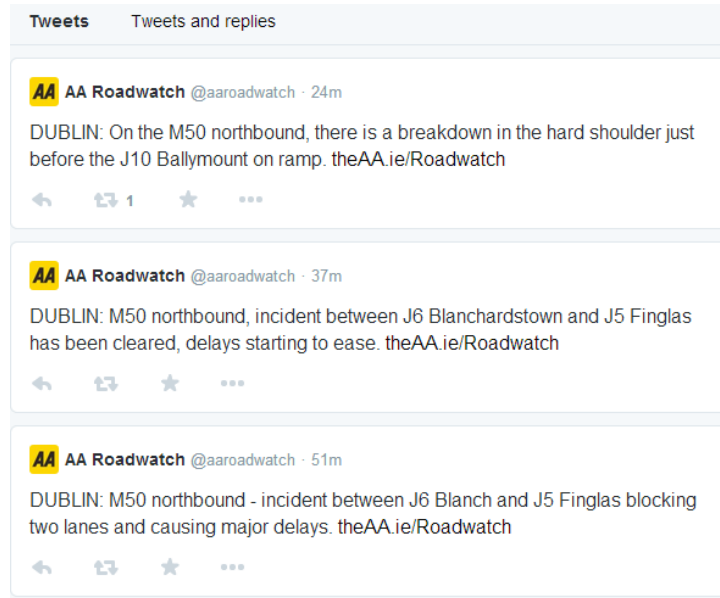 Tweets Tweets and replies
AA AA Roadwatch @aaroadwatch · 24m
DUBLIN: On the M50 northbound, there is a breakdown in the hard shoulder just
before the J10 Ballymount on ramp. theAA.ie/Roadwatch
1
AA AA Roadwatch @aaroadwatch · 37m
DUBLIN: M50 northbound, incident between J6 Blanchardstown and J5 Finglas
has been cleared, delays starting to ease. theAA.ie/Roadwatch
AA AA Roadwatch @aaroadwatch · 51m
DUBLIN: M50 northbound - incident between J6 Blanch and J5 Finglas blocking
two lanes and causing major delays. theAA.ie/Roadwatch